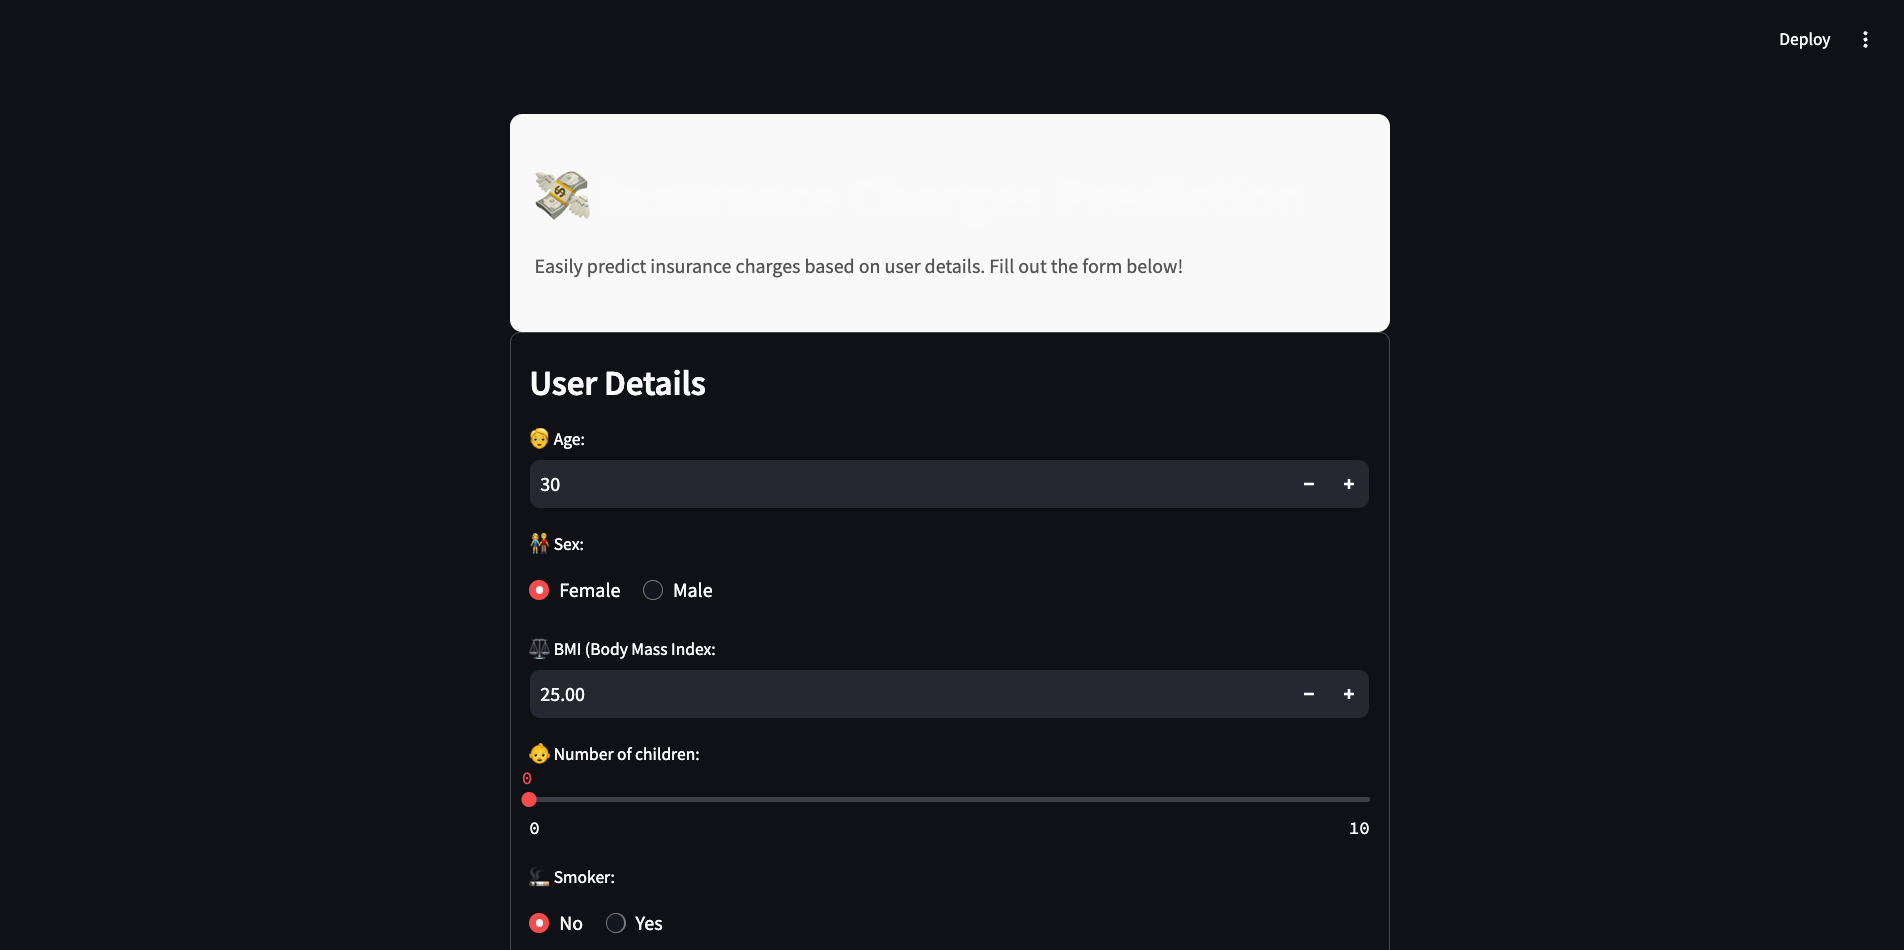 Deploy
Insurance Charges Prediction
Easily predict insurance charges based on user details. Fill out the form below!
User Details
Age:
30
Sex:
Female Male
BMI (Body Mass Index:
25.00
Number of children:
0
0 10
Smoker:
No Yes